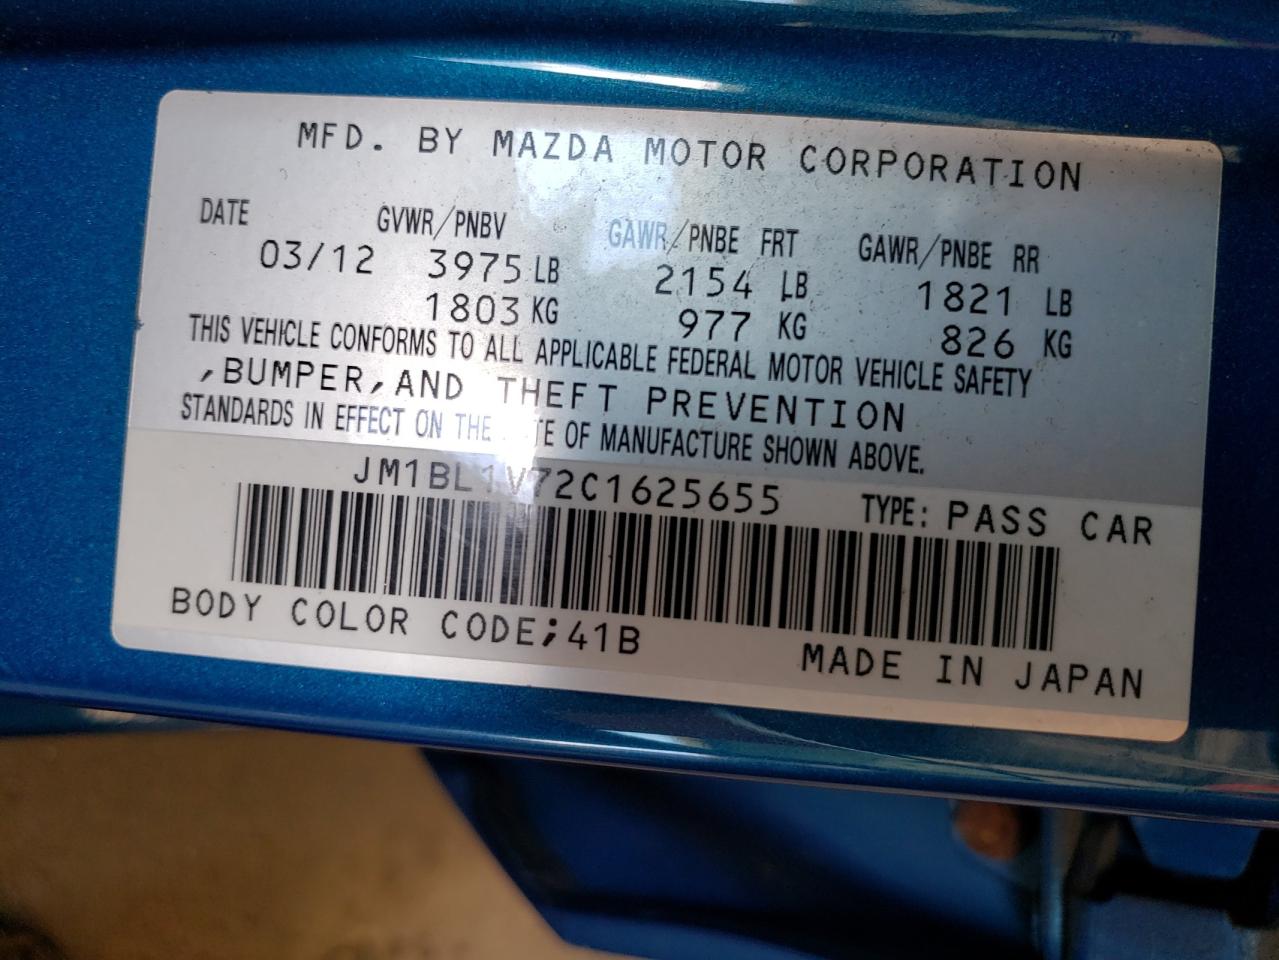 MFD. BY MAZDA MOTOR CORPORATION
DATE GVWR/PNBV GAWR/PNBE FRT GAWR/PNBE RR
03/12 3975 LB 2154 LB 1821 LB
1803 KG 977 KG 826 KG
THIS VEHICLE CONFORMS TO ALL APPLICABLE FEDERAL MOTOR VEHICLE SAFETY
,BUMPER,AND THEFT PREVENTION
STANDARDS IN EFFECT ON THE DATE OF MANUFACTURE SHOWN ABOVE.
JM1BL1V72C1625655 TYPE: PASS CAR
BODY COLOR CODE;41B
MADE IN JAPAN